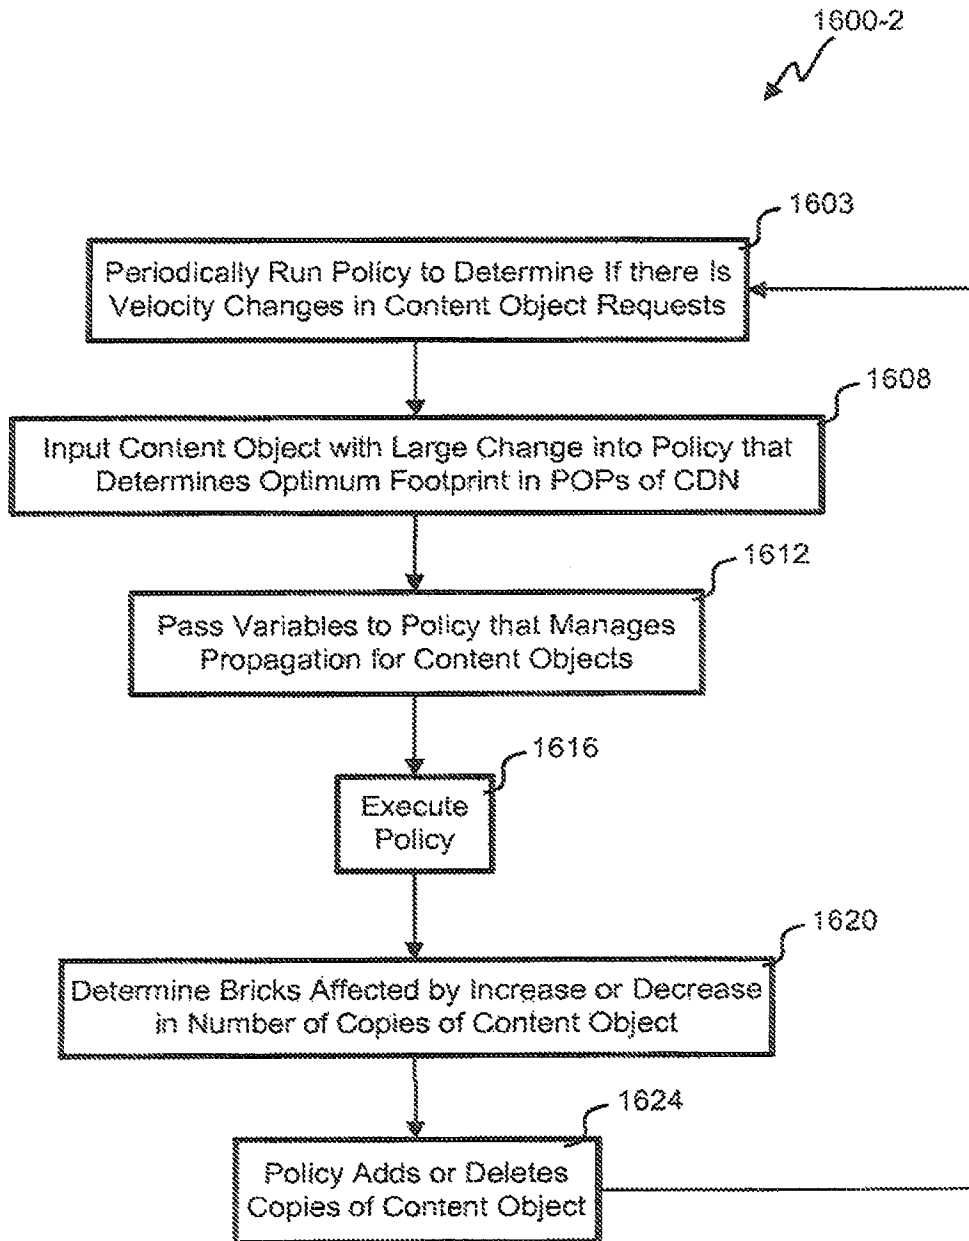 1600-2
1603
Periodically Run Policy to Determine If there Is
Velocity Changes in Content Object Requests
1608
Input Content Object with Large Change into Policy that
Determines Optimum Footprint in POPs of CDN
1612
Pass Variables to Policy that Manages
Propagation for Content Objects
1616
Execute
Policy
1620
Determine Bricks Affected by Increase or Decrease
in Number of Copies of Content Object
1624
Policy Adds or Deletes
Copies of Content Object